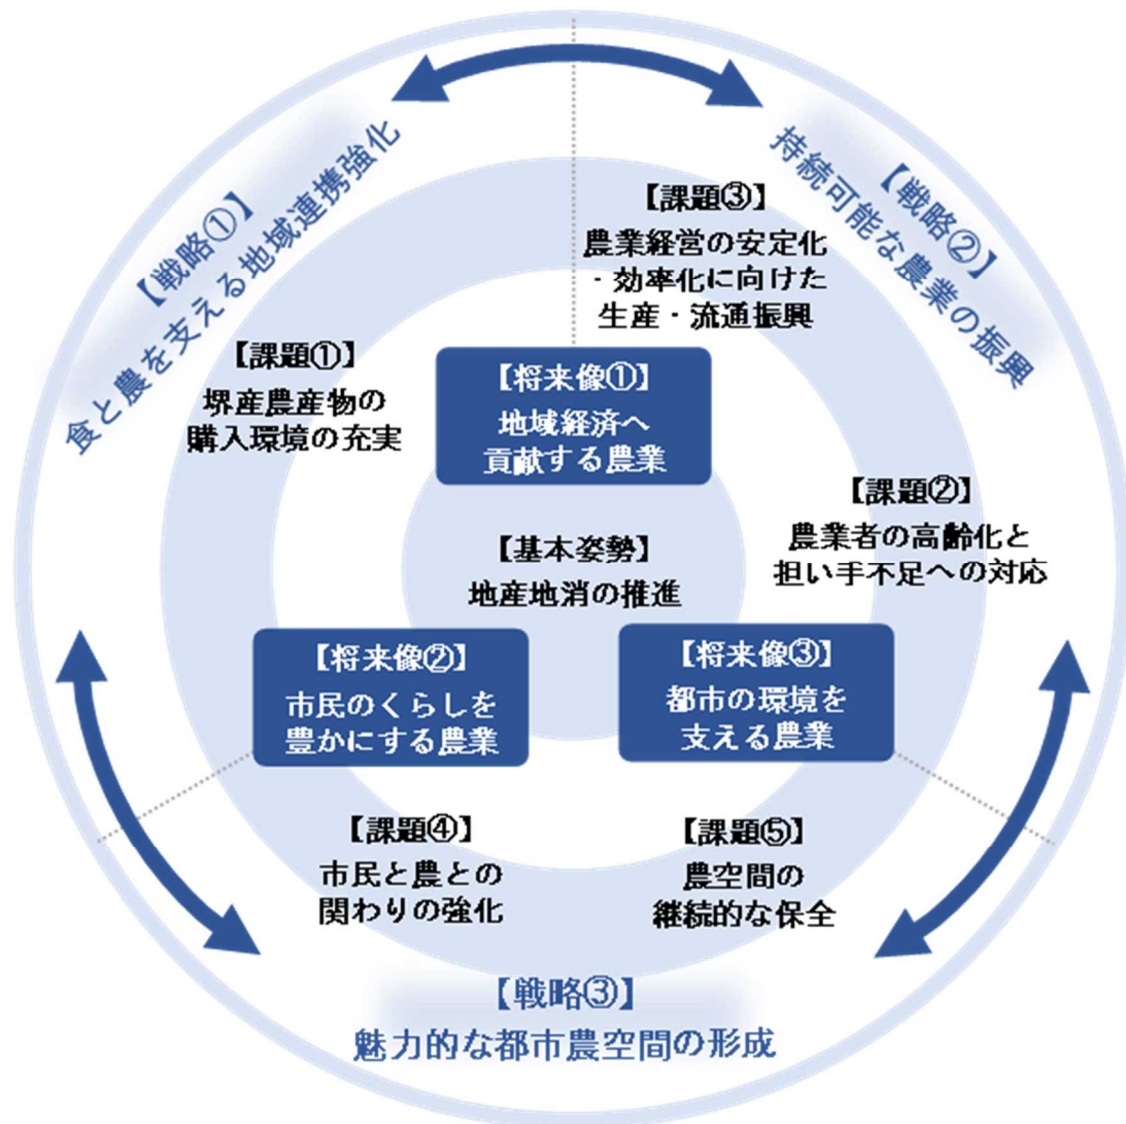 【戦略①】
食と農を支える地域連携強化
【戦略②】
持続可能な農業の振興
【課題③】
農業経営の安定化
・効率化に向けた
生産・流通振興
【課題①】
堺産農産物の
購入環境の充実
【将来像①】
地域経済へ
貢献する農業
【課題②】
農業者の高齢化と
担い手不足への対応
【基本姿勢】
地産地消の推進
【将来像②】
市民のくらしを
豊かにする農業
【将来像③】
都市の環境を
支える農業
【課題④】
市民と農との
関わりの強化
【課題⑤】
農空間の
継続的な保全
【戦略③】
魅力的な都市農空間の形成